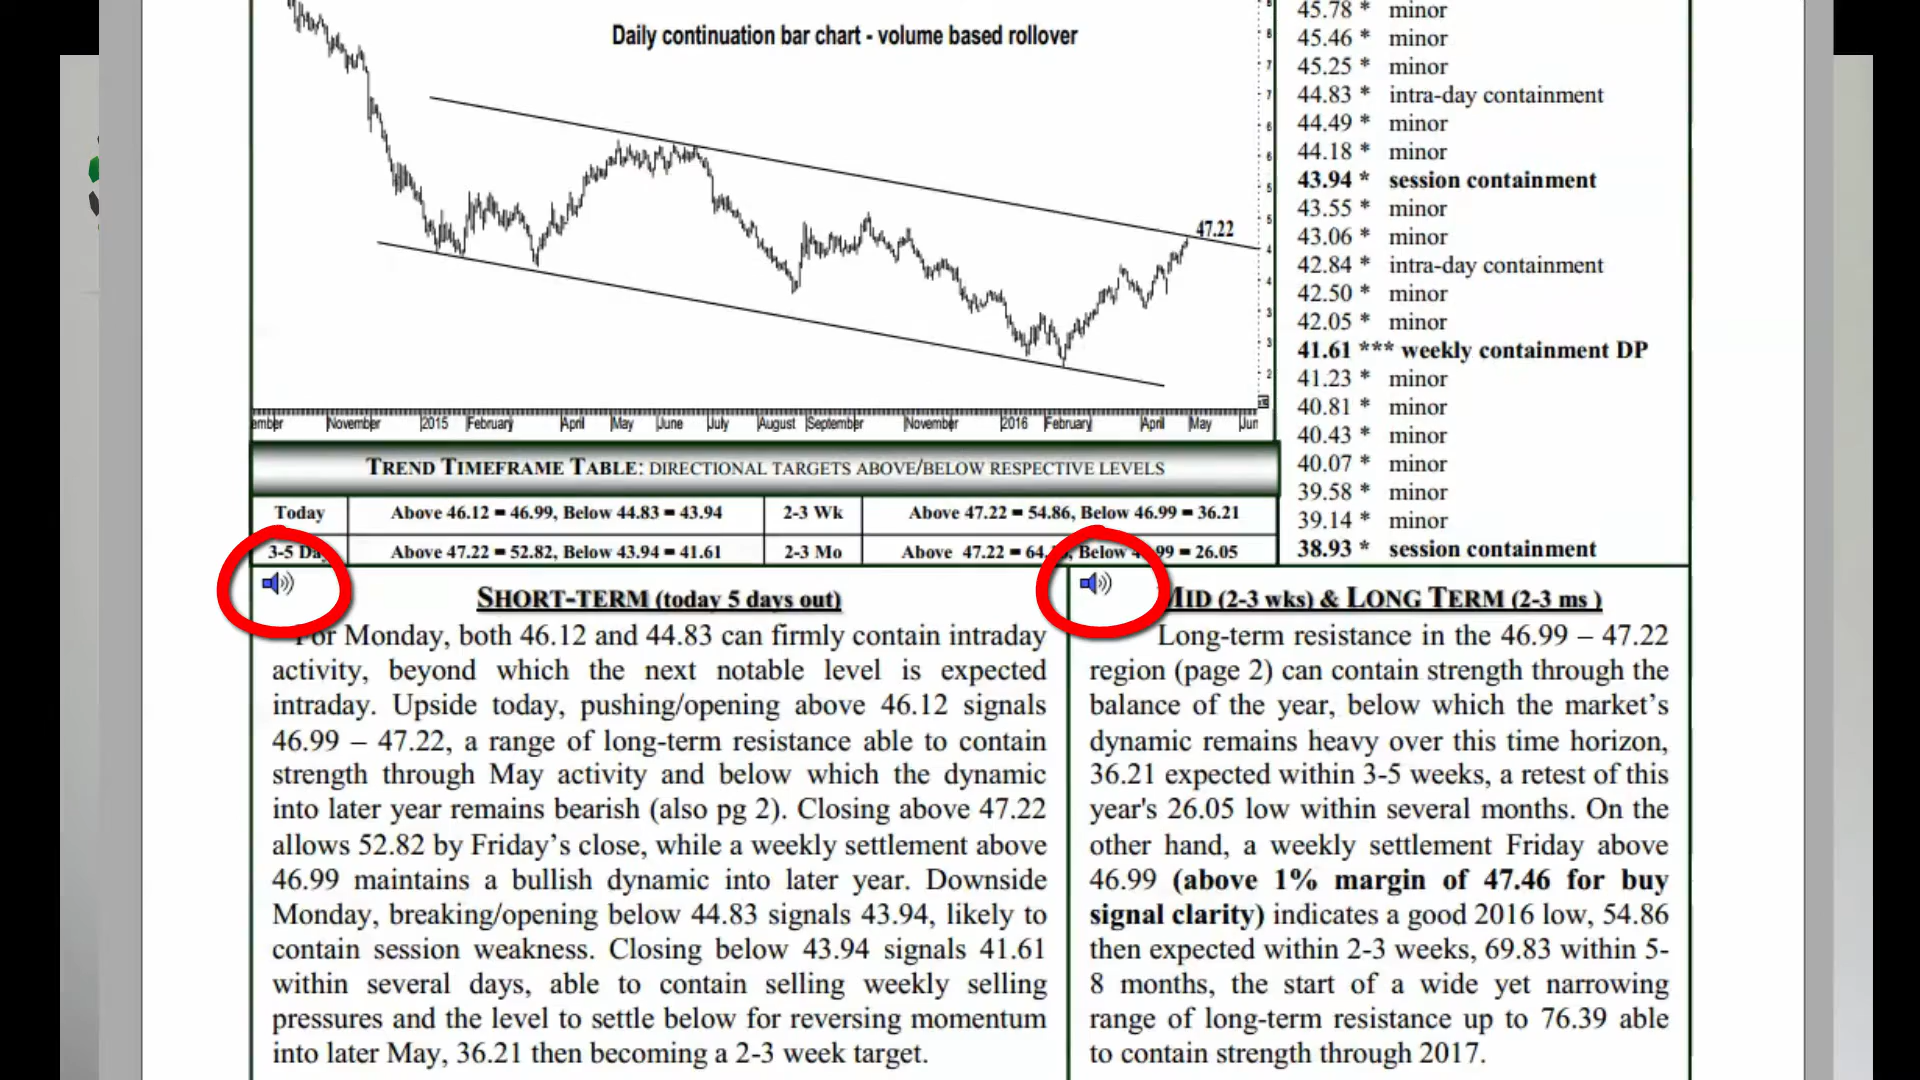 Daily continuation bar chart - volume based rollover
47.22
November 2015 February April May June July August September November 2016 February April May
TREND TIMEFRAME TABLE: DIRECTIONAL TARGETS ABOVE/BELOW RESPECTIVE LEVELS
Today Above 46.12 = 46.99, Below 44.83 = 43.94 2-3 Wk Above 47.22 = 54.86, Below 46.99 = 36.21
3-5 Above 47.22 = 52.82, Below 43.94 = 41.61 2-3 Mo Above 47.22 = Below = 26.05
45.78 * minor
45.46 * minor
45.25 * minor
44.83 * intra-day containment
44.49 * minor
44.18 * minor
43.94 * session containment
43.55 * minor
43.06 * minor
42.84 * intra-day containment
42.50 * minor
42.05 * minor
41.61 *** weekly containment DP
41.23 * minor
40.81 * minor
40.43 * minor
40.07 * minor
39.58 * minor
39.14 * minor
38.93 * session containment
SHORT-TERM (today 5 days out)
For Monday, both 46.12 and 44.83 can firmly contain intraday
activity, beyond which the next notable level is expected
intraday. Upside today, pushing/opening above 46.12 signals
46.99 – 47.22, a range of long-term resistance able to contain
strength through May activity and below which the dynamic
into later year remains bearish (also pg 2). Closing above 47.22
allows 52.82 by Friday's close, while a weekly settlement above
46.99 maintains a bullish dynamic into later year. Downside
Monday, breaking/opening below 44.83 signals 43.94, likely to
contain session weakness. Closing below 43.94 signals 41.61
within several days, able to contain selling weekly selling
pressures and the level to settle below for reversing momentum
into later May, 36.21 then becoming a 2-3 week target.
MID (2-3 wks) & LONG TERM (2-3 ms )
Long-term resistance in the 46.99 – 47.22
region (page 2) can contain strength through the
balance of the year, below which the market's
dynamic remains heavy over this time horizon,
36.21 expected within 3-5 weeks, a retest of this
year's 26.05 low within several months. On the
other hand, a weekly settlement Friday above
46.99 (above 1% margin of 47.46 for buy
signal clarity) indicates a good 2016 low, 54.86
then expected within 2-3 weeks, 69.83 within 5-
8 months, the start of a wide yet narrowing
range of long-term resistance up to 76.39 able
to contain strength through 2017.